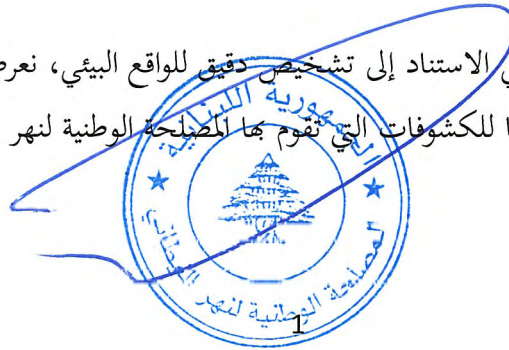 ي الاستناد إلى تشخيص دقيق للواقع البيئي، نعرض
ا للكشوفات التي تقوم بها المصلحة الوطنية لنهر
الجمهورية اللبنانية
المصلحة الوطنية لنهر الليطاني
1